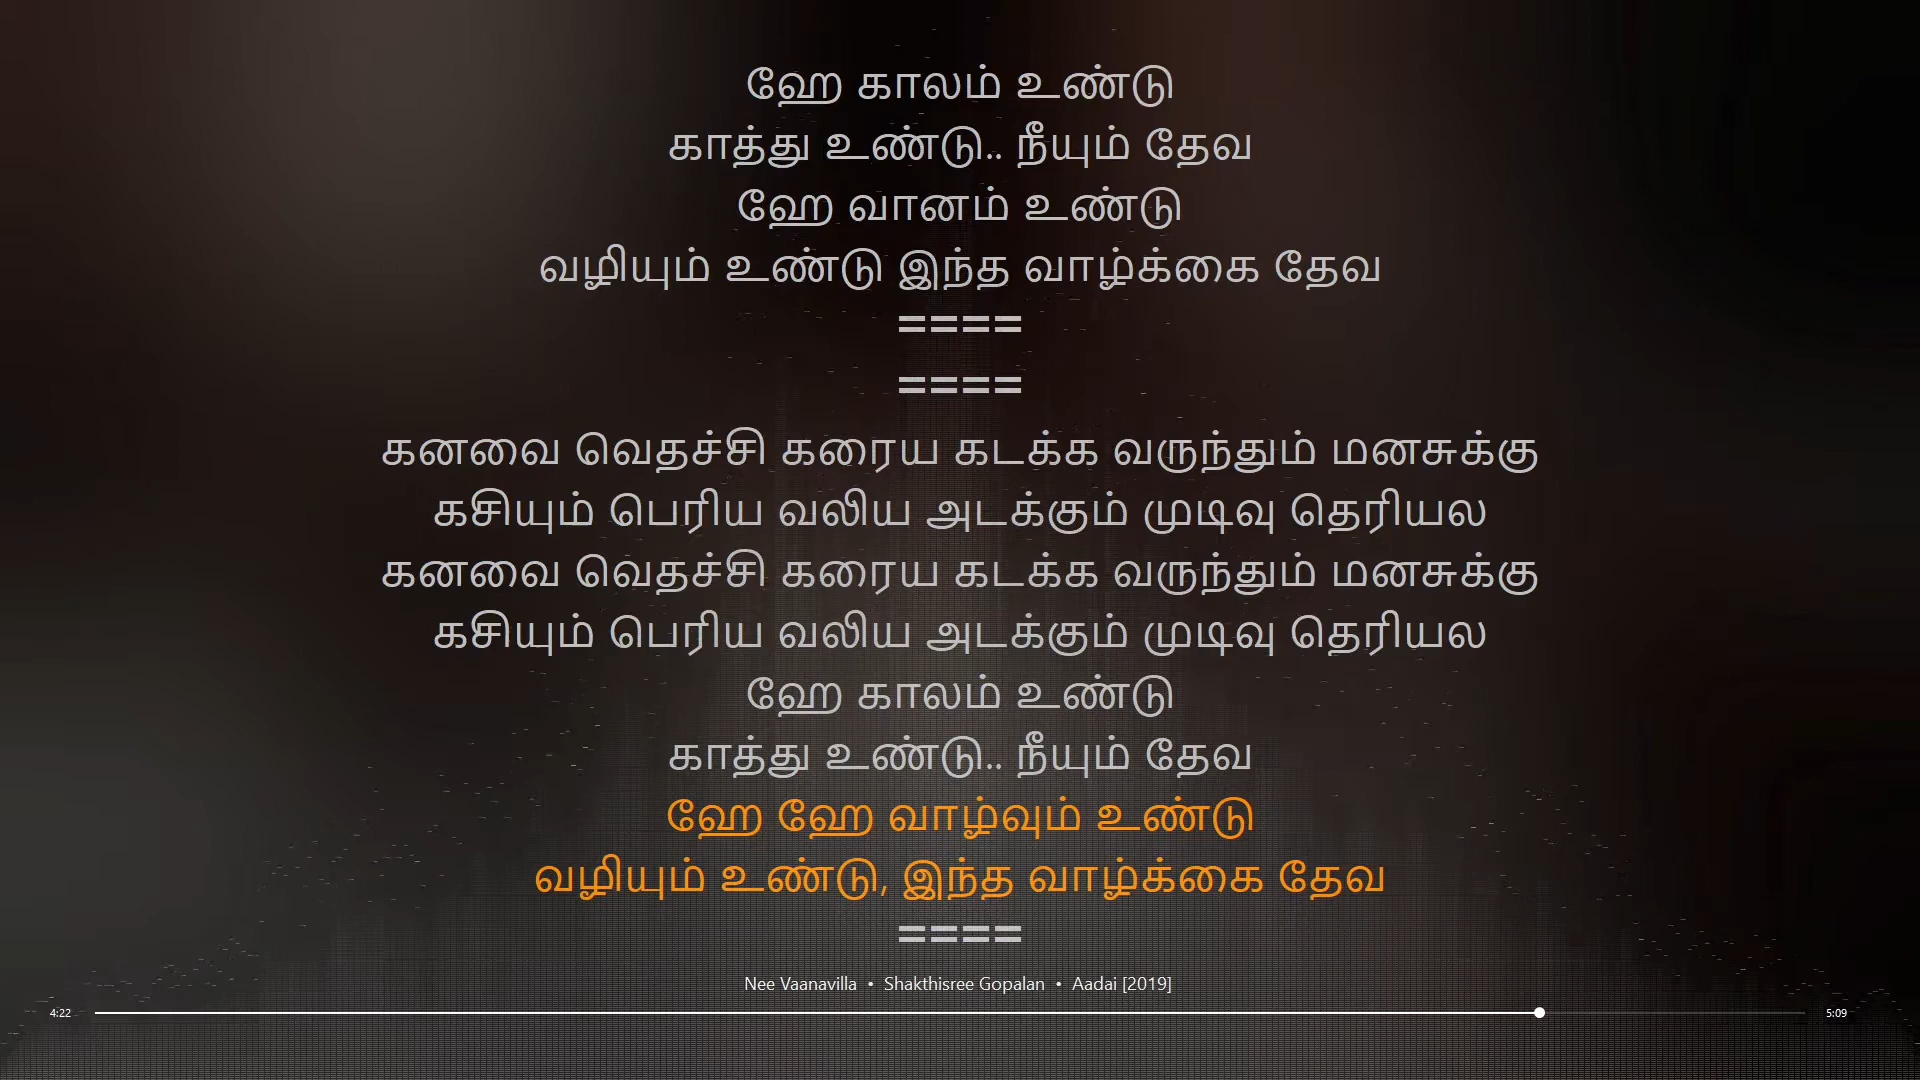 ஹே காலம் உண்டு
காத்து உண்டு.. நீயும் தேவ
ஹே வானம் உண்டு
வழியும் உண்டு இந்த வாழ்க்கை தேவ
====
====
கனவை வெதச்சி கரைய கடக்க வருந்தும் மனசுக்கு
கசியும் பெரிய வலிய அடக்கும் முடிவு தெரியல
கனவை வெதச்சி கரைய கடக்க வருந்தும் மனசுக்கு
கசியும் பெரிய வலிய அடக்கும் முடிவு தெரியல
ஹே காலம் உண்டு
காத்து உண்டு.. நீயும் தேவ
ஹே ஹே வாழ்வும் உண்டு
வழியும் உண்டு, இந்த வாழ்க்கை தேவ
====
Nee Vaanavilla • Shakthisree Gopalan • Aadai [2019]
4:22 5:09